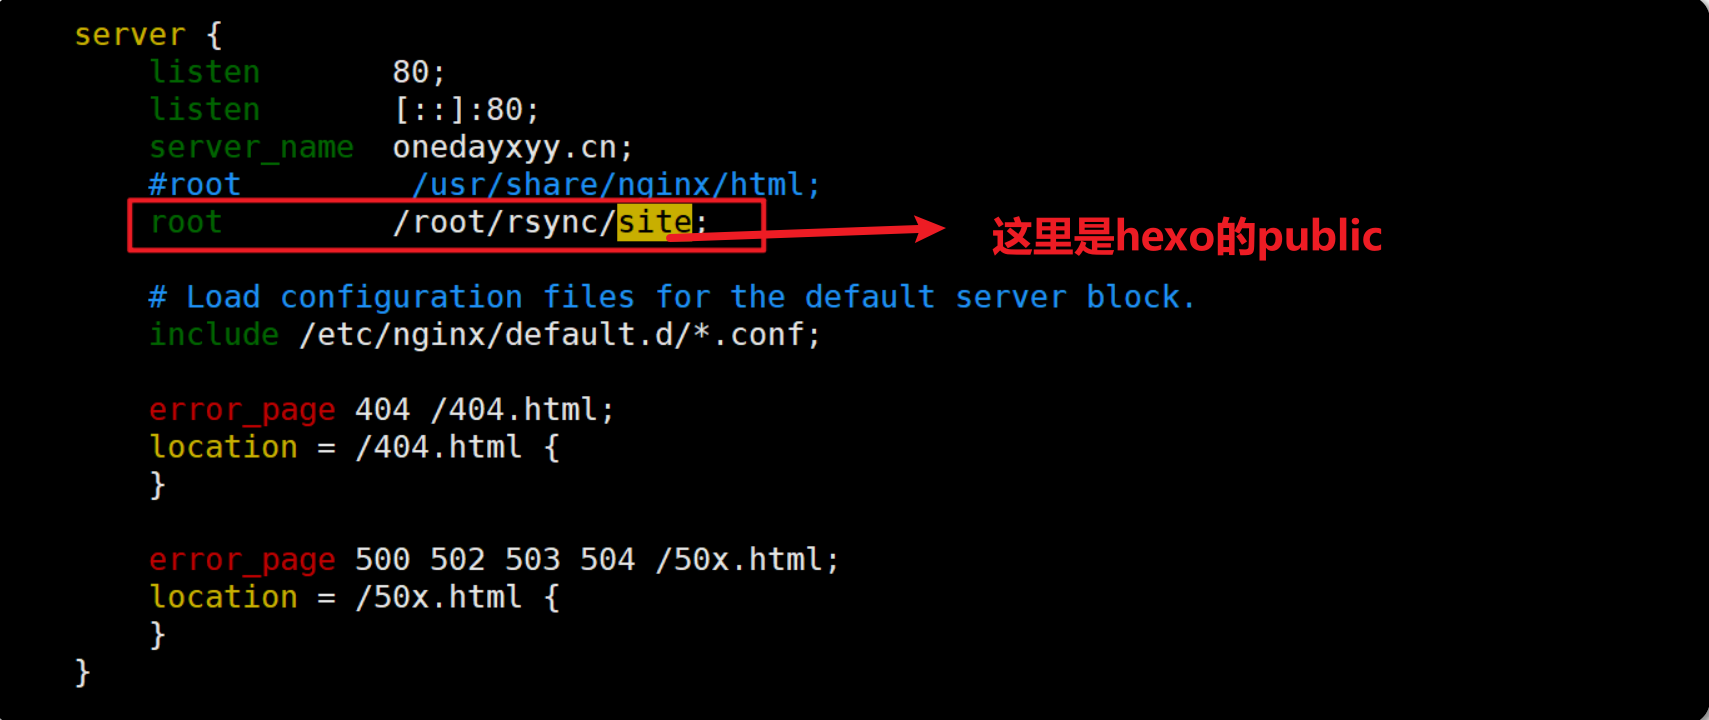 server {
listen 80;
listen [::]:80;
server_name onedayxyy.cn;
#root /usr/share/nginx/html;
root /root/rsync/site;
这里是hexo的public
# Load configuration files for the default server block.
include /etc/nginx/default.d/*.conf;
error_page 404 /404.html;
location = /404.html {
}
error_page 500 502 503 504 /50x.html;
location = /50x.html {
}
}